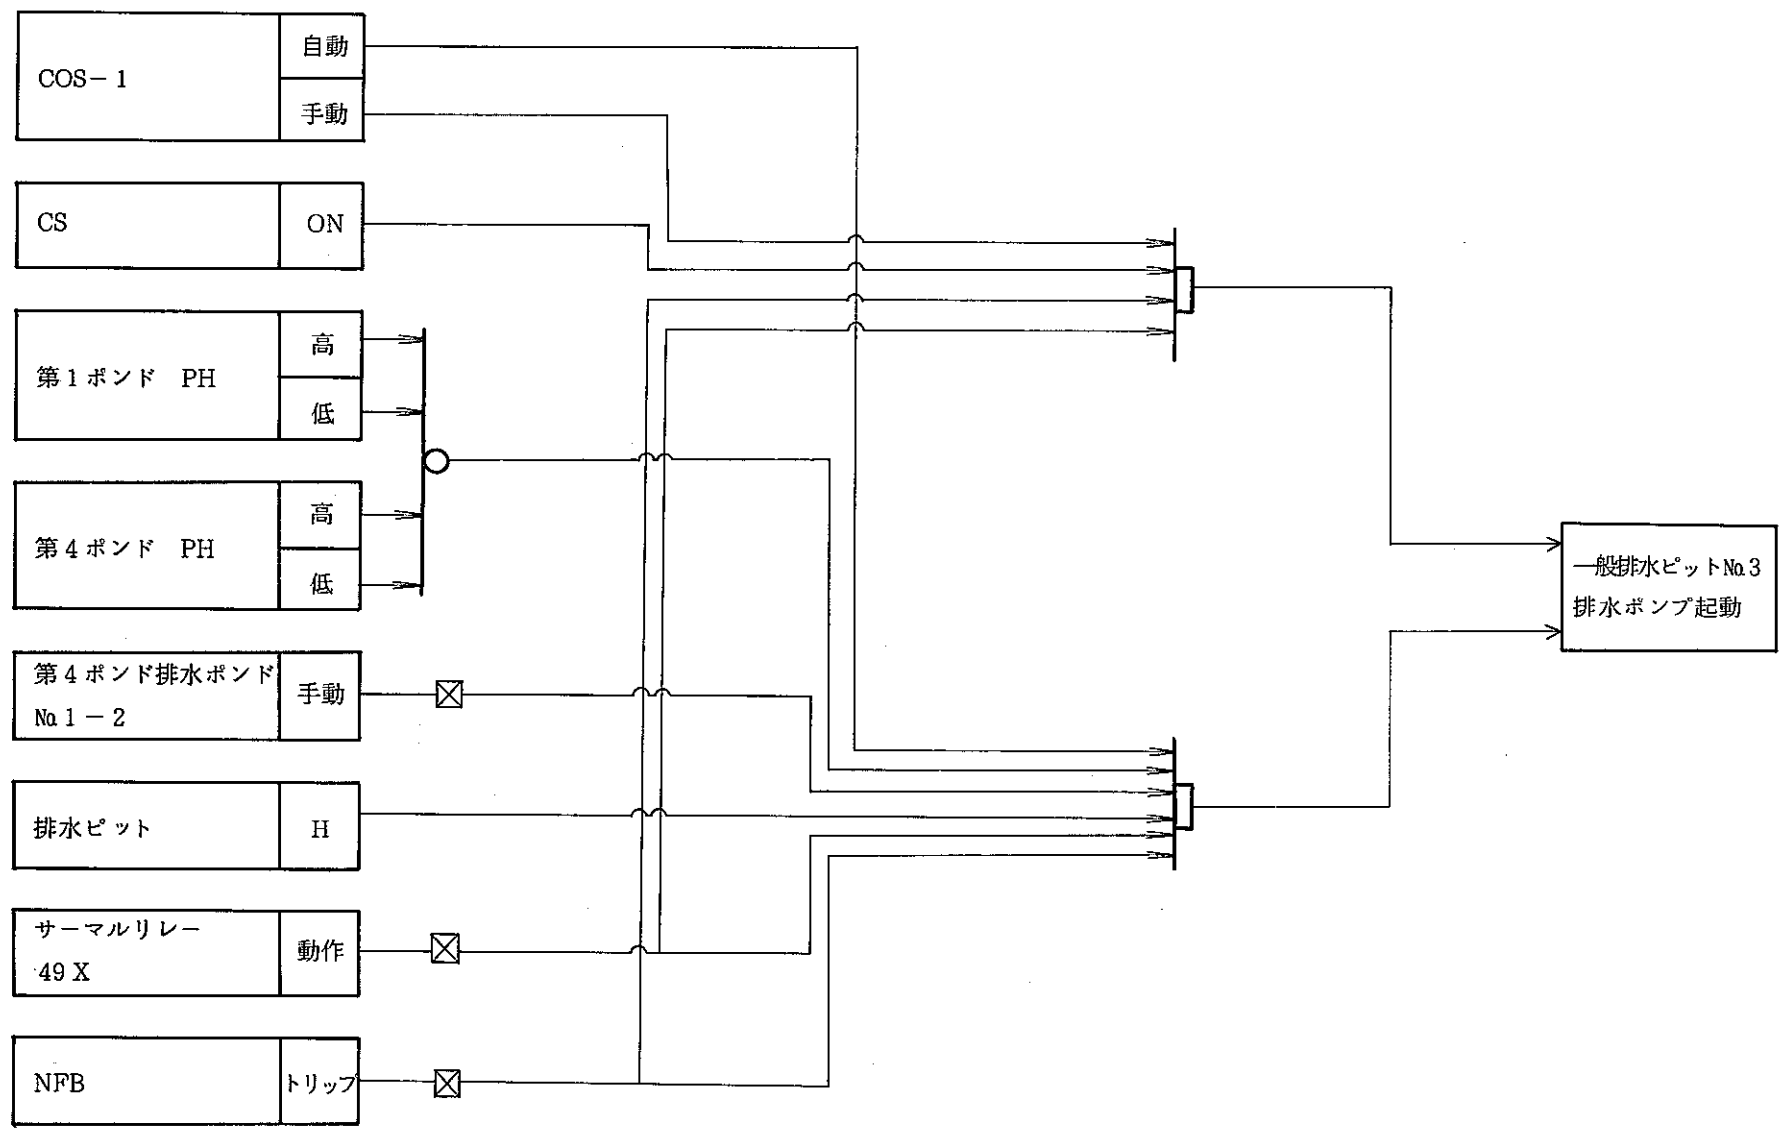 COS-1
自動
手動
CS
ON
第1ポンド PH
高
低
第4ポンド PH
高
低
第4ポンド排水ポンド
№1-2
手動
排水ピット
H
サーマルリレー
49X
動作
NFB
トリップ
一般排水ピット№3
排水ポンプ起動